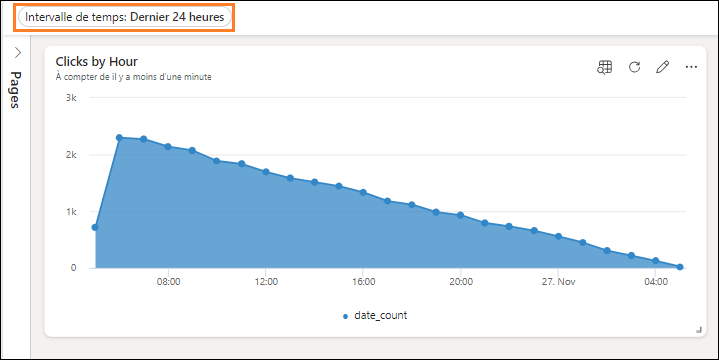 Intervalle de temps: Dernier 24 heures
Pages
Clicks by Hour
À compter de il y a moins d'une minute
3k
2k
1k
0
08:00 12:00 16:00 20:00 27. Nov 04:00
date_count